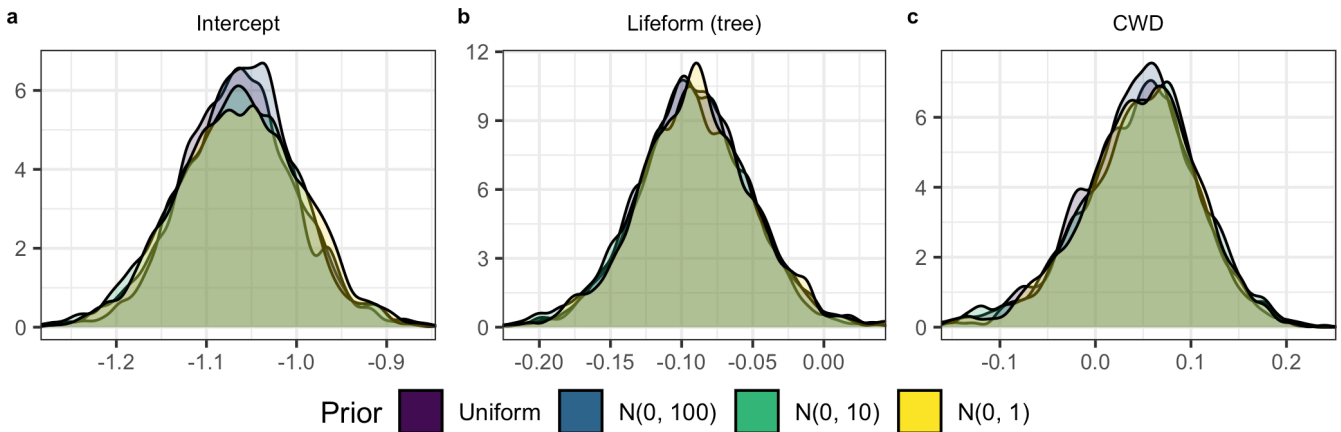 a Intercept
6
4
2
0
-1.2 -1.1 -1.0 -0.9
b Lifeform (tree)
12
9
6
3
0
-0.20 -0.15 -0.10 -0.05 0.00
c CWD
6
4
2
0
-0.1 0.0 0.1 0.2
Prior Uniform N(0, 100) N(0, 10) N(0, 1)